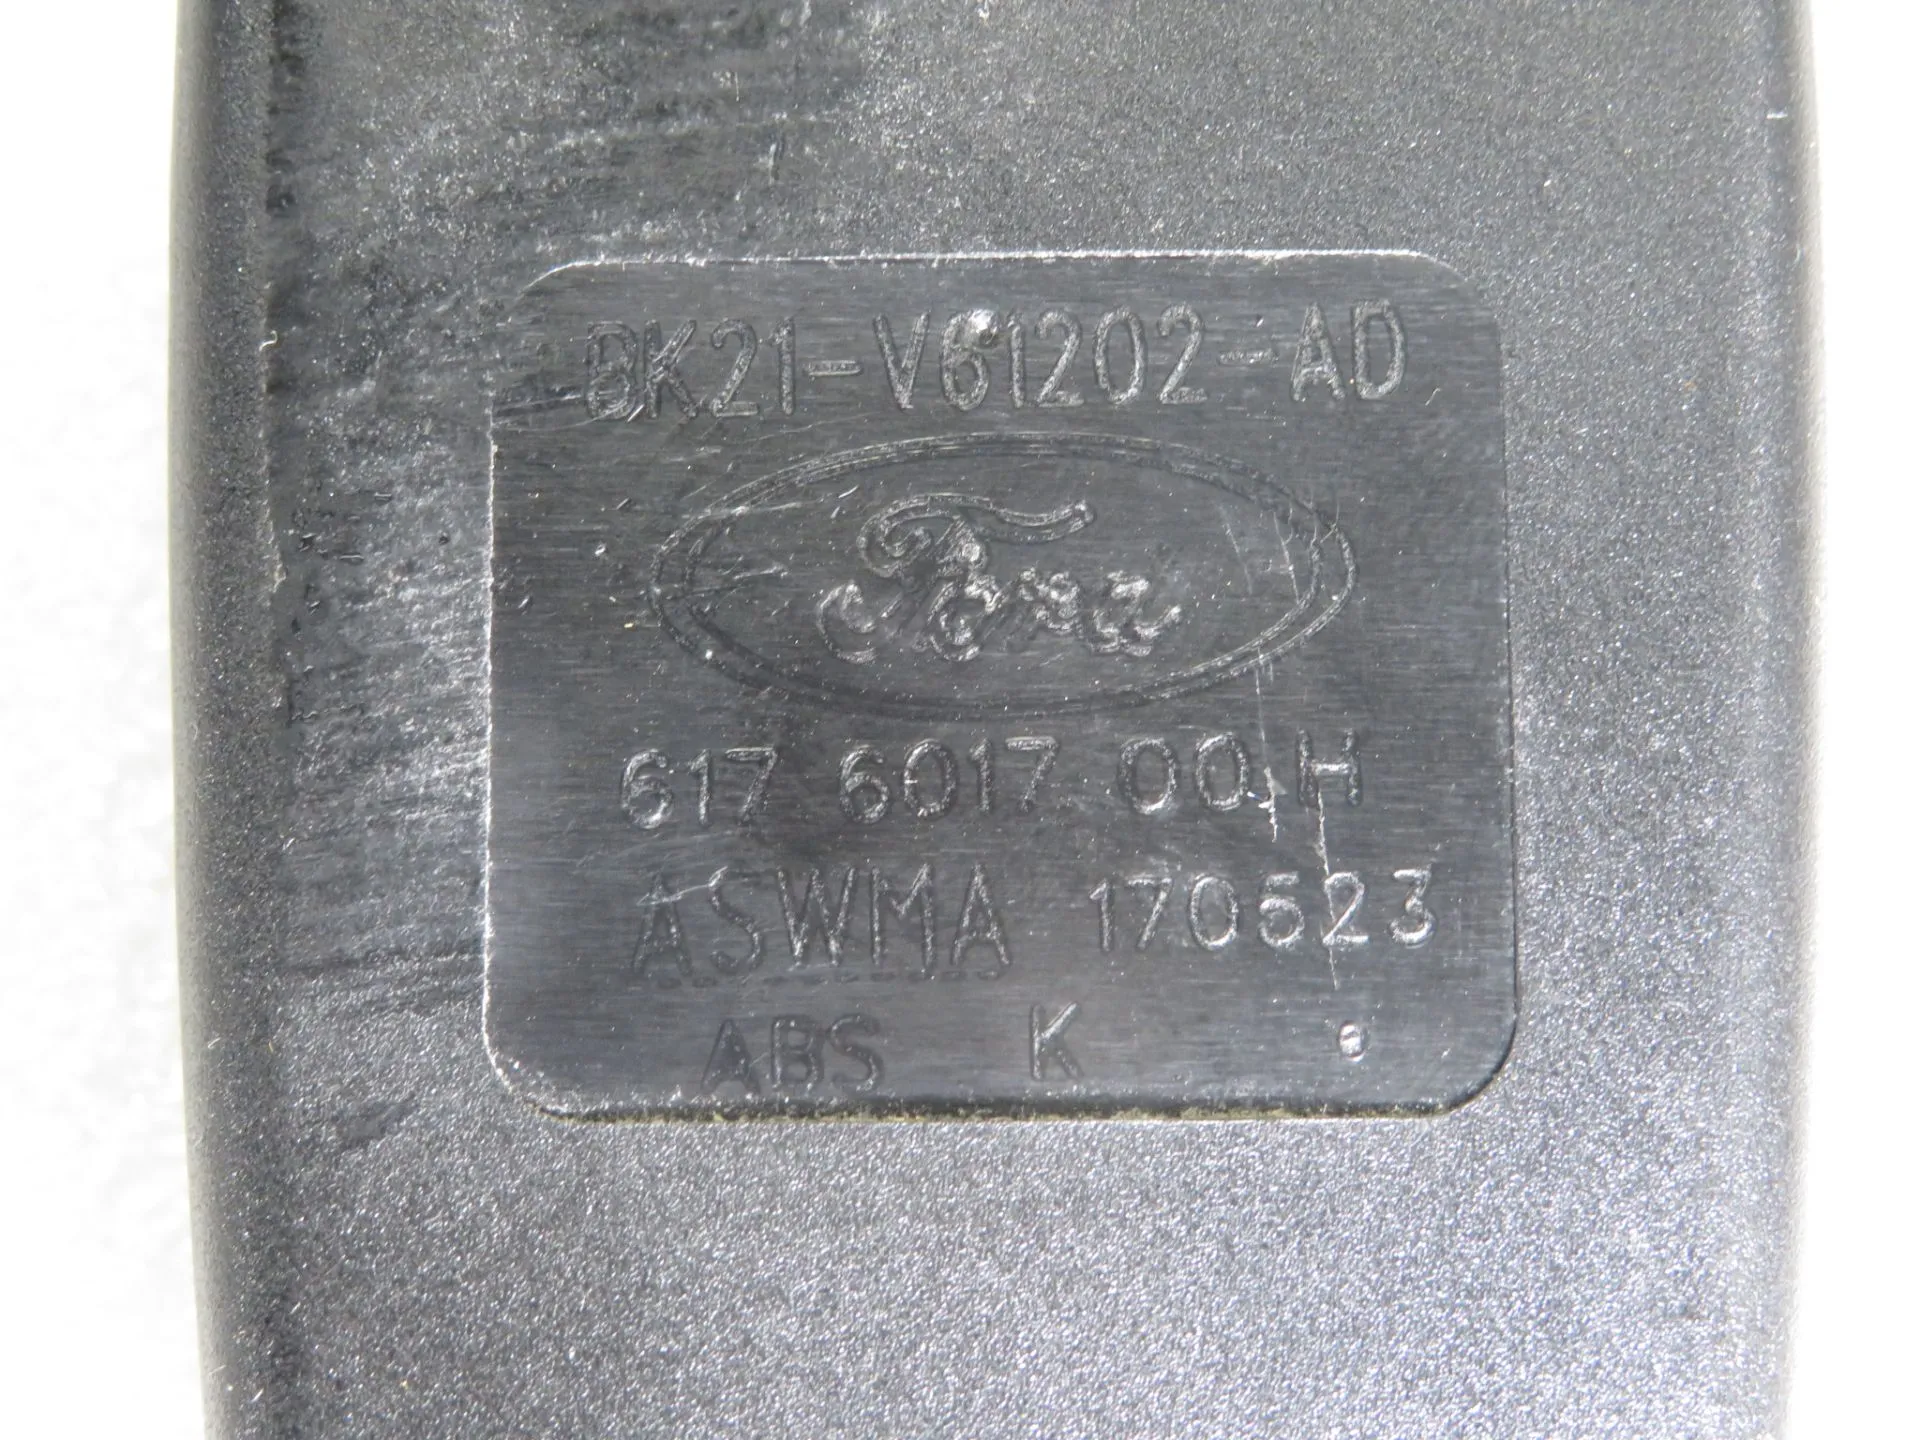 BK21-V61202-AD
Ford
617 6017 00 H
ASWMA 170523
ABS K